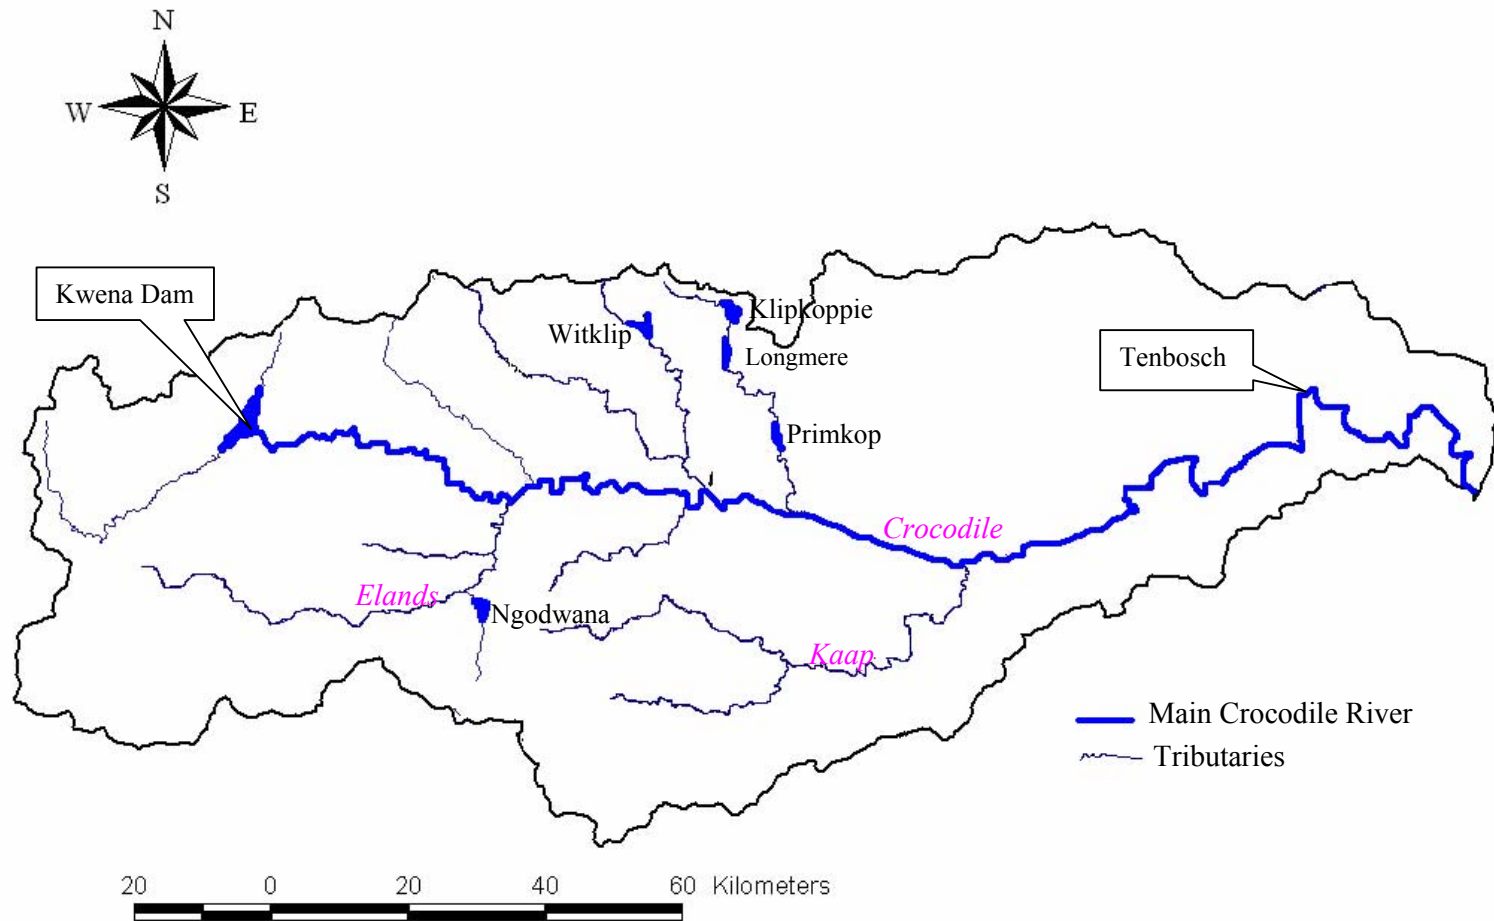 N
W
E
S
Kwena Dam
Klipkoppie
Witklip
Longmere
Tenbosch
Primkop
Crocodile
Elands
Ngodwana
Kaap
Main Crocodile River
Tributaries
20 0 20 40 60 Kilometers